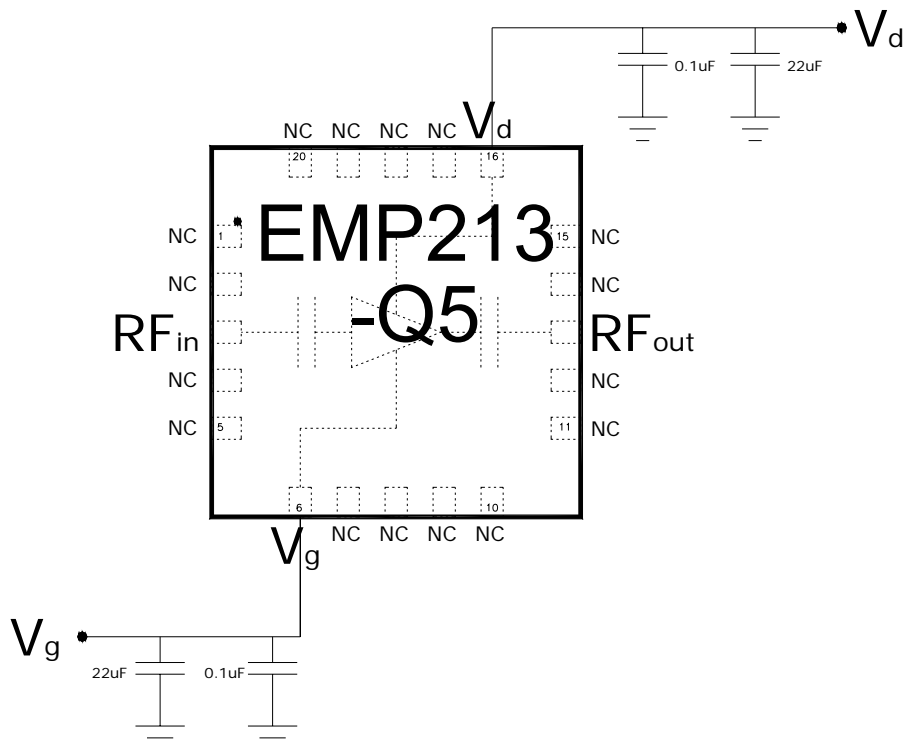 Vd
0.1uF 22uF
NC NC NC NC Vd
20 16
NC 1 EMP213 15 NC
NC -Q5 NC
RFin RFout
NC NC
NC 5 11 NC
6 10
Vg NC NC NC NC
Vg
22uF 0.1uF